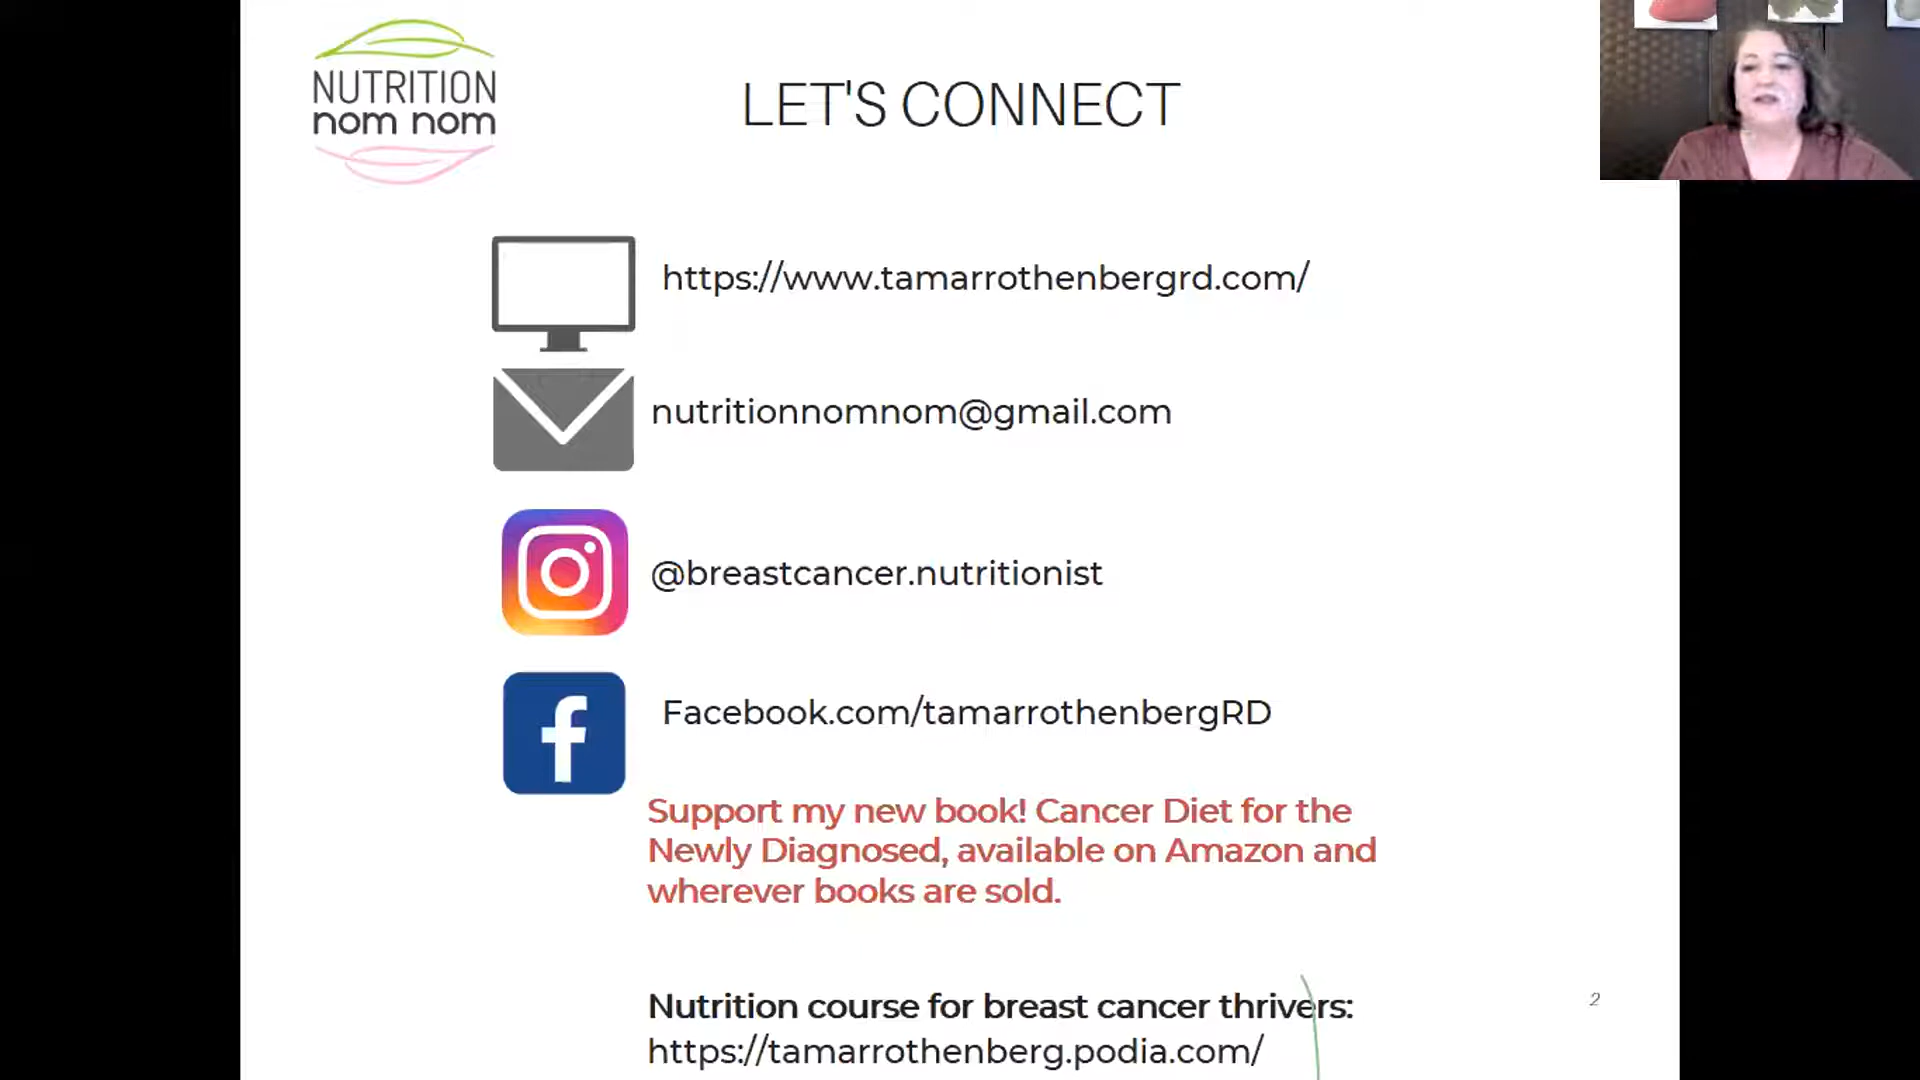 NUTRITION
nom nom
LET'S CONNECT
https://www.tamarrothenbergrd.com/
nutritionnomnom@gmail.com
@breastcancer.nutritionist
Facebook.com/tamarrothenbergRD
Support my new book! Cancer Diet for the
Newly Diagnosed, available on Amazon and
wherever books are sold.
Nutrition course for breast cancer thrivers:
https://tamarrothenberg.podia.com/
2